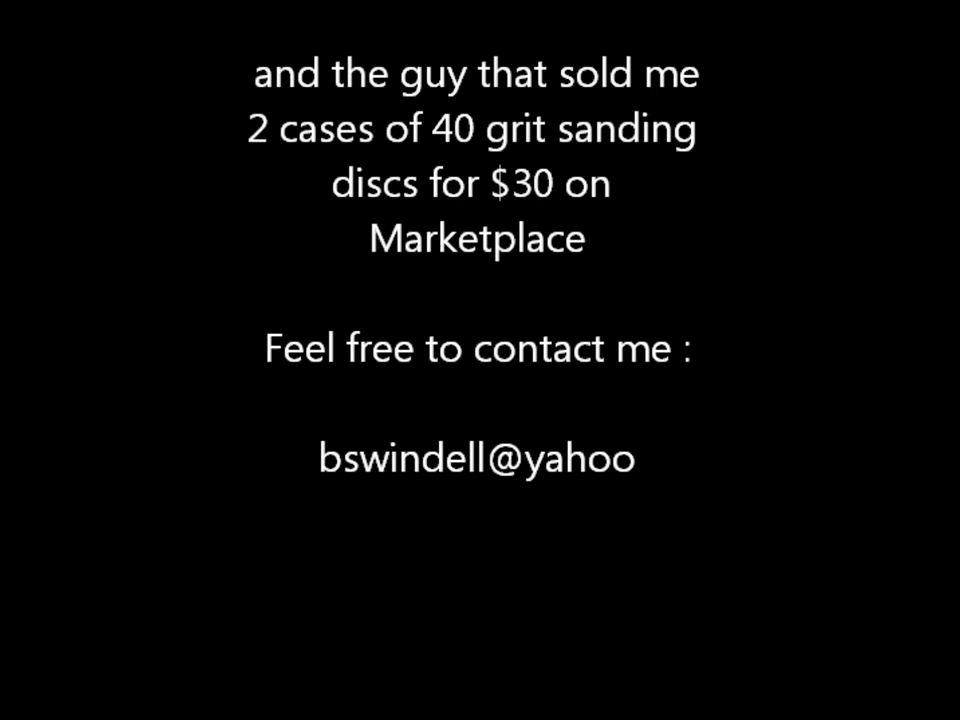 and the guy that sold me
2 cases of 40 grit sanding
discs for $30 on
Marketplace
Feel free to contact me :
bswindell@yahoo